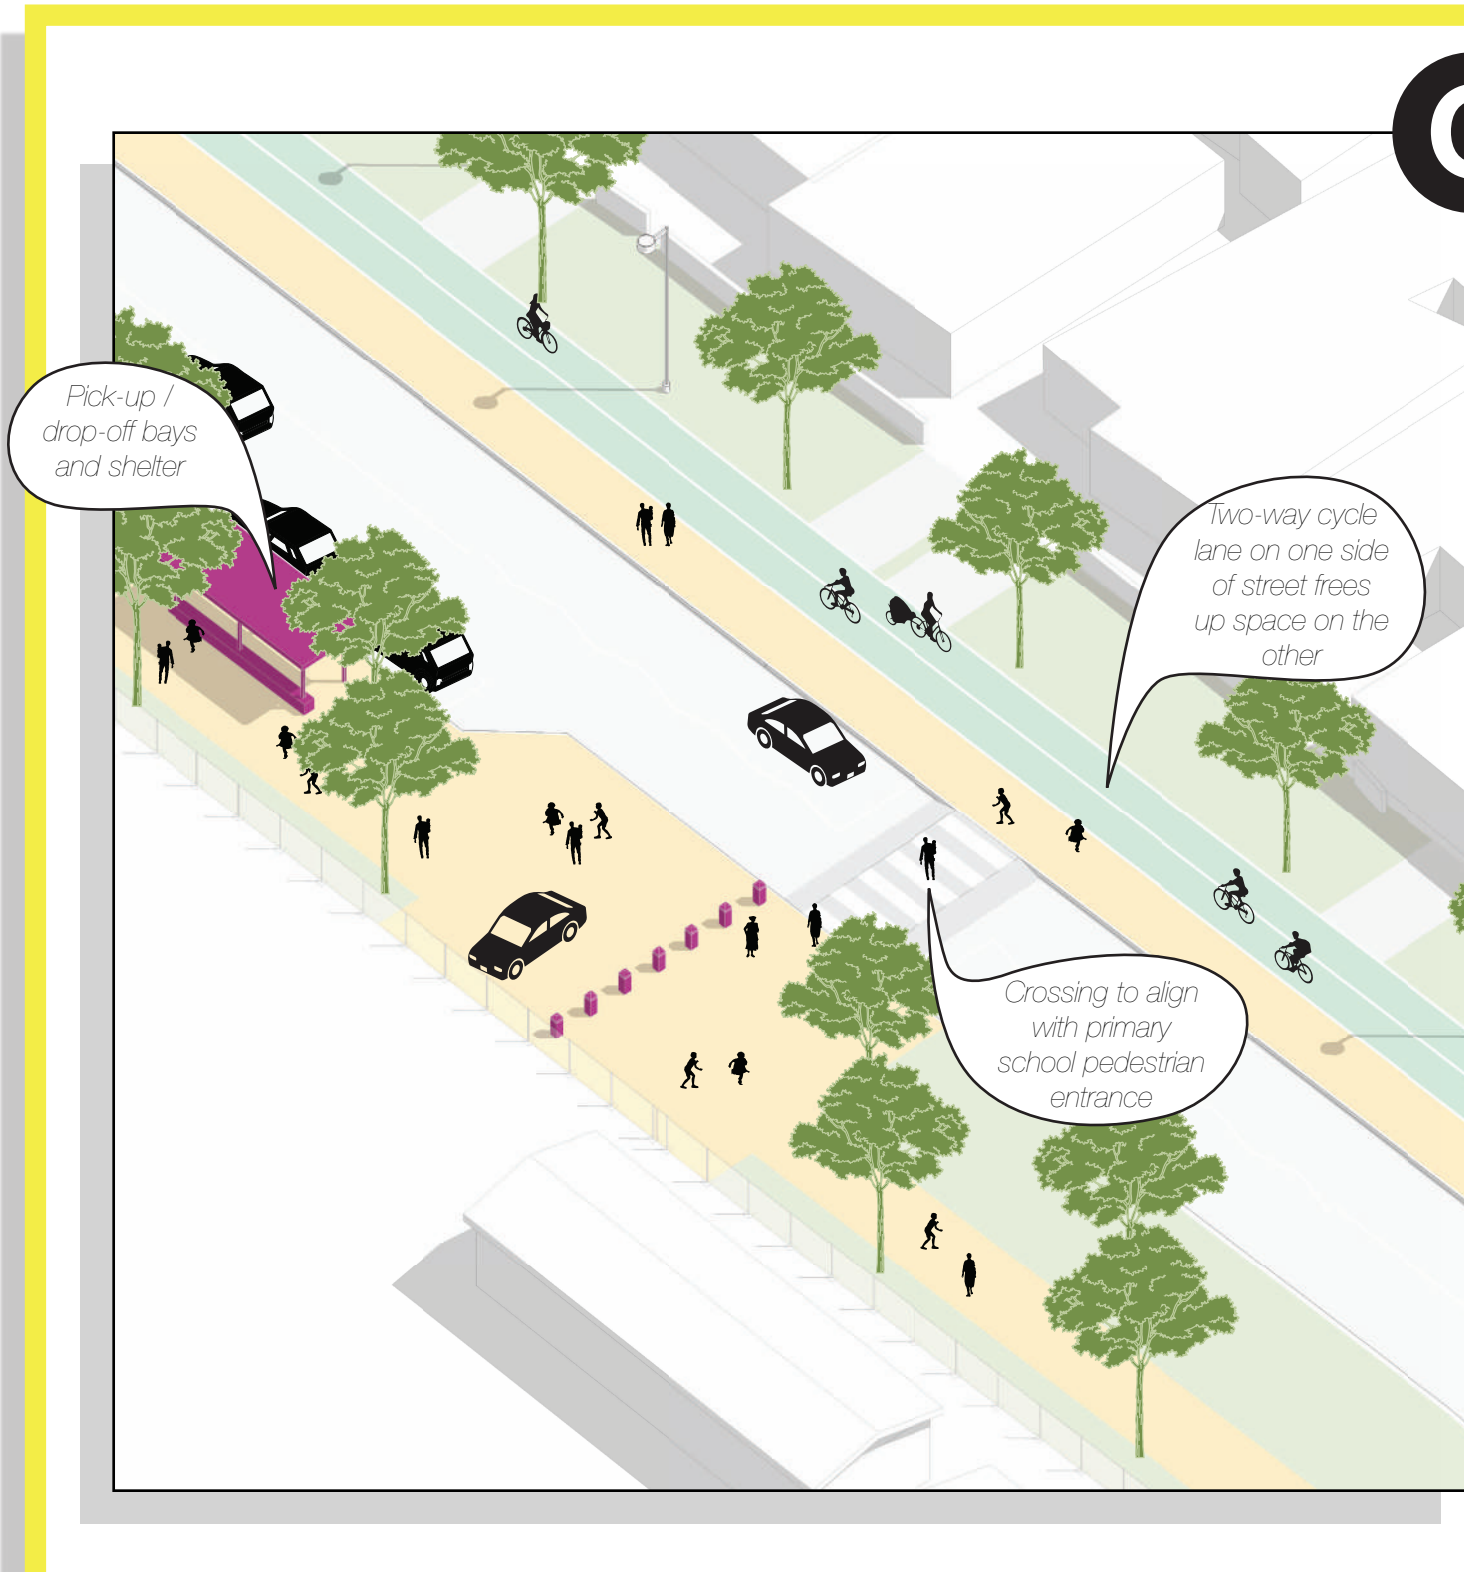 Pick-up /
drop-off bays
and shelter
Two-way cycle
lane on one side
of street frees
up space on the
other
Crossing to align
with primary
school pedestrian
entrance